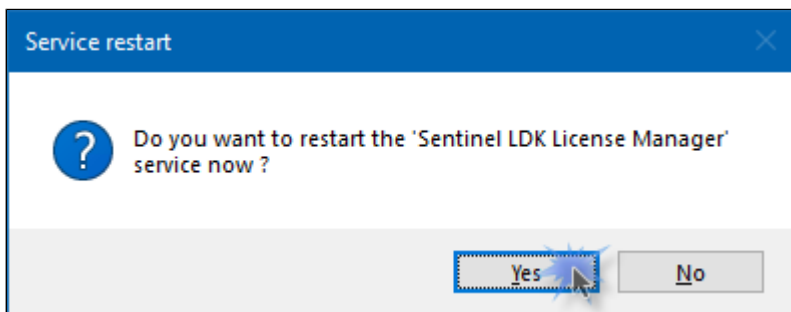 Service restart
Do you want to restart the 'Sentinel LDK License Manager'
service now ?
Yes
No